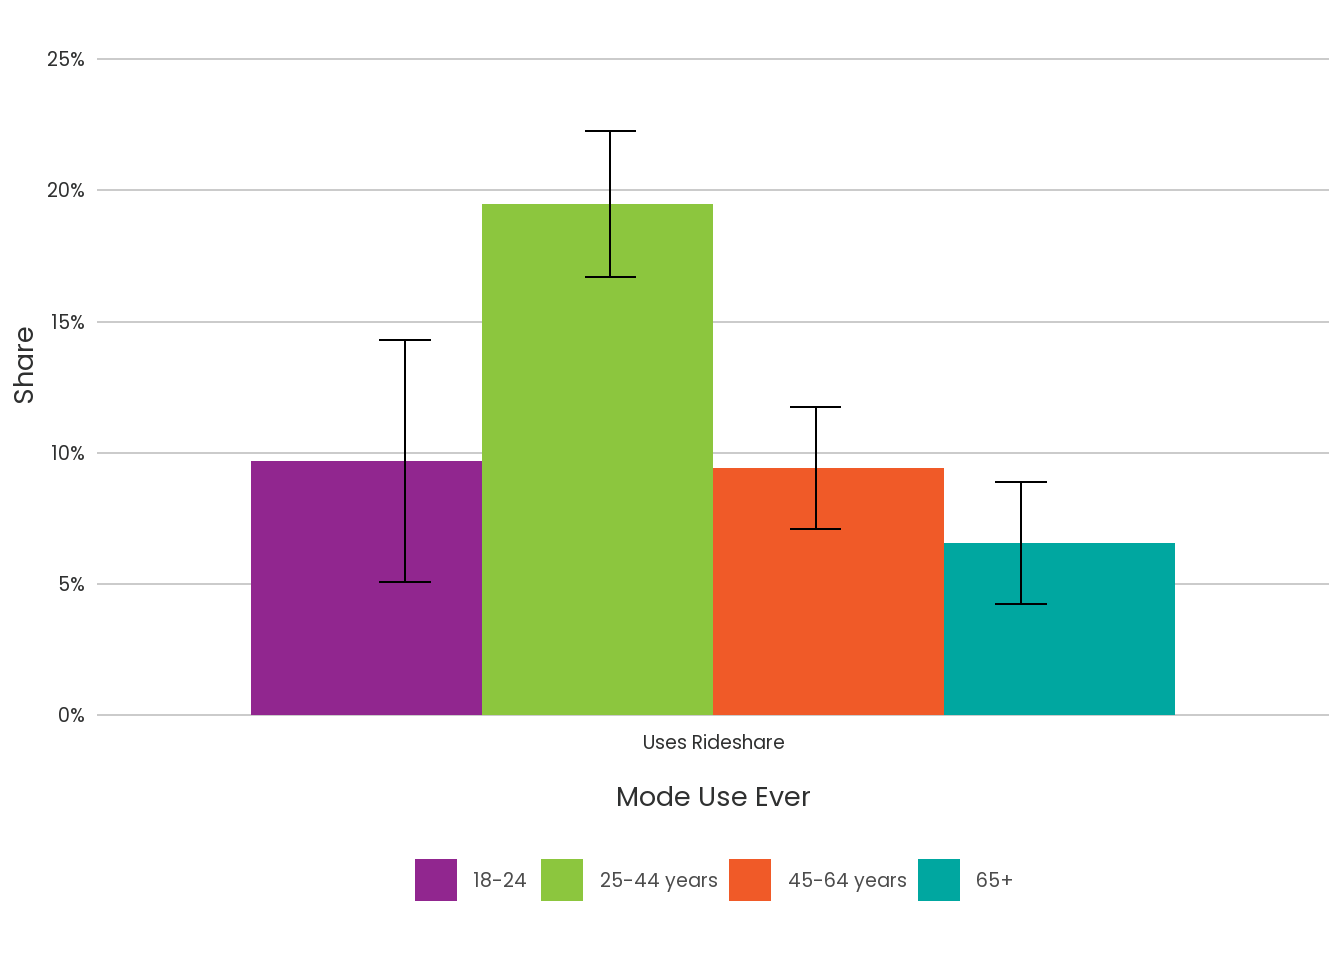 25%
20%
15%
10%
5%
0%
Share
Uses Rideshare
Mode Use Ever
18-24
25-44 years
45-64 years
65+